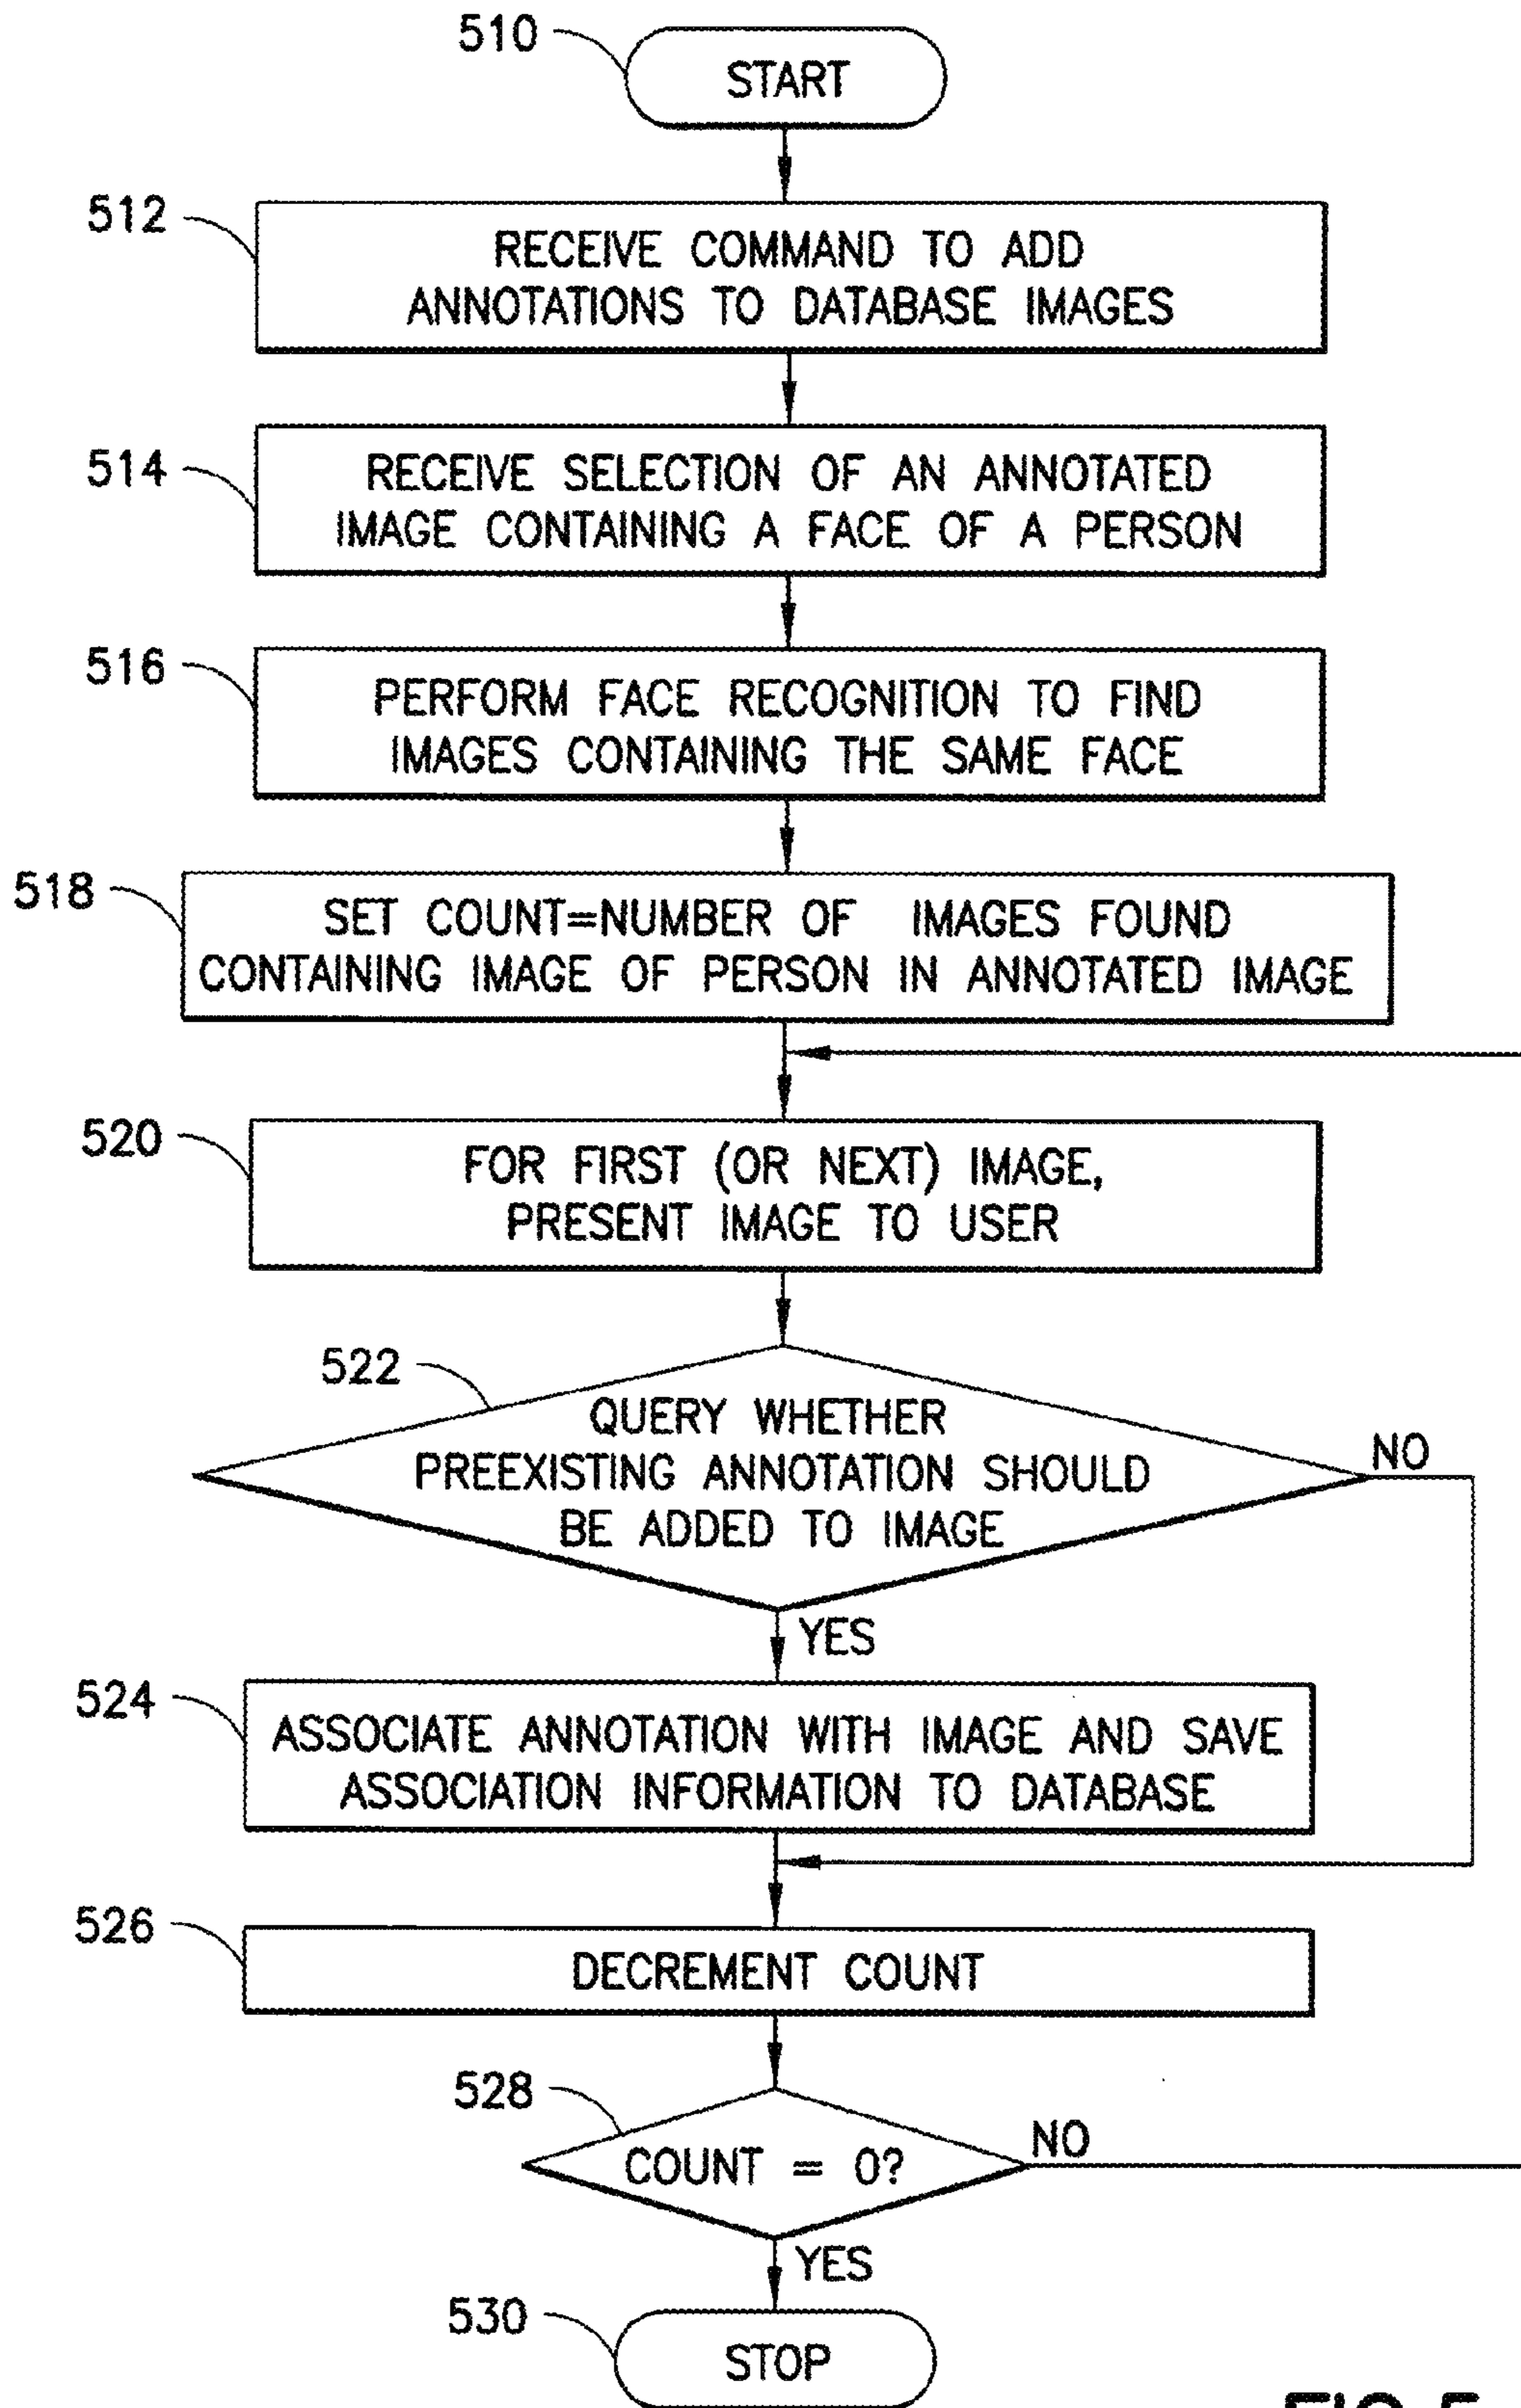 510
START
512
RECEIVE COMMAND TO ADD
ANNOTATIONS TO DATABASE IMAGES
514
RECEIVE SELECTION OF AN ANNOTATED
IMAGE CONTAINING A FACE OF A PERSON
516
PERFORM FACE RECOGNITION TO FIND
IMAGES CONTAINING THE SAME FACE
518
SET COUNT=NUMBER OF IMAGES FOUND
CONTAINING IMAGE OF PERSON IN ANNOTATED IMAGE
520
FOR FIRST (OR NEXT) IMAGE,
PRESENT IMAGE TO USER
522
QUERY WHETHER
PREEXISTING ANNOTATION SHOULD
BE ADDED TO IMAGE
NO
YES
524
ASSOCIATE ANNOTATION WITH IMAGE AND SAVE
ASSOCIATION INFORMATION TO DATABASE
526
DECREMENT COUNT
528
COUNT = 0?
NO
YES
530
STOP